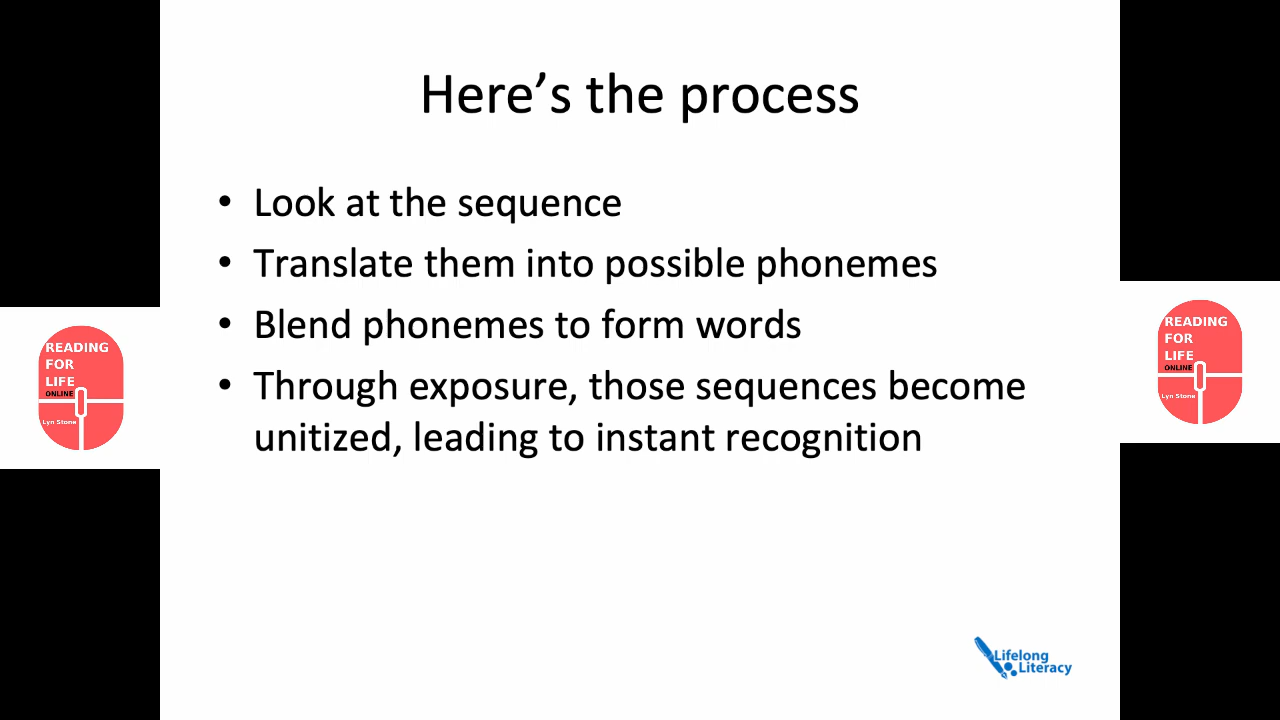 Here’s the process
• Look at the sequence
• Translate them into possible phonemes
• Blend phonemes to form words
• Through exposure, those sequences become
unitized, leading to instant recognition
READING
FOR
LIFE
ONLINE
Lyn Stone
READING
FOR
LIFE
ONLINE
Lyn Stone
Lifelong
Literacy